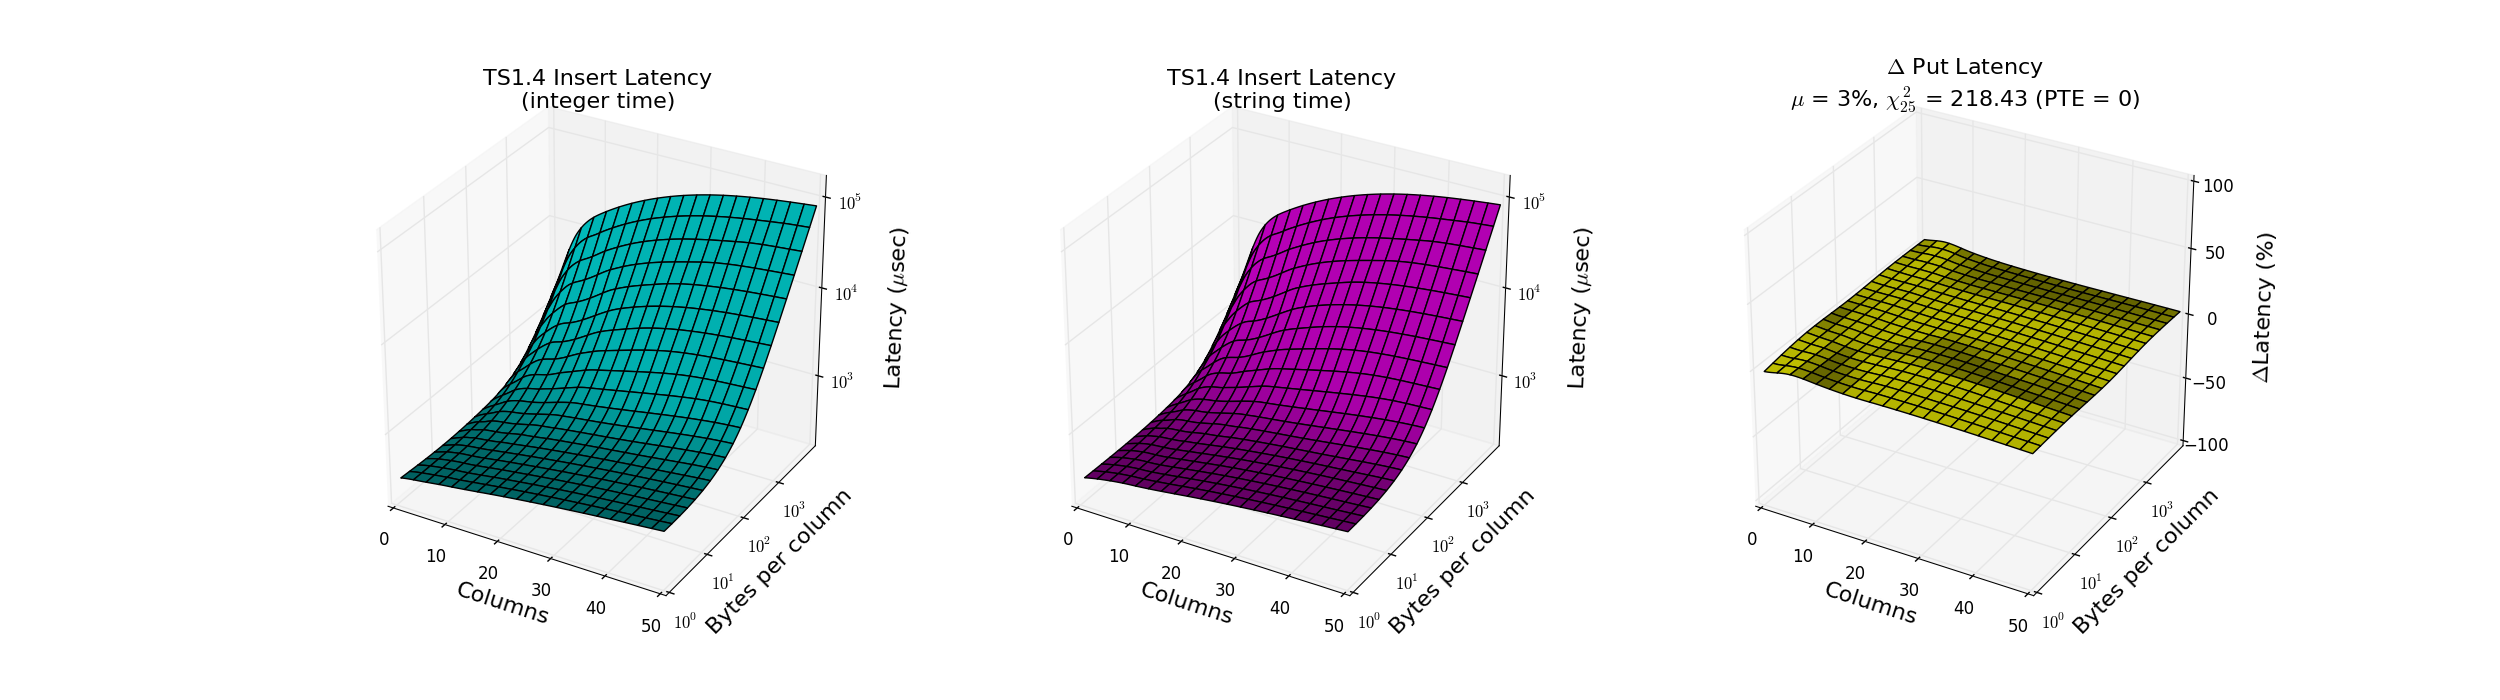 TS1.4 Insert Latency
(integer time)
10⁵
10⁴
10³
Latency (μsec)
0
10
20
30
40
50
Columns
10⁰
10¹
10²
10³
Bytes per column
TS1.4 Insert Latency
(string time)
10⁵
10⁴
10³
Latency (μsec)
0
10
20
30
40
50
Columns
10⁰
10¹
10²
10³
Bytes per column
Δ Put Latency
μ = 3%, χ²₂₅ = 218.43 (PTE = 0)
100
50
0
−50
−100
ΔLatency (%)
0
10
20
30
40
50
Columns
10⁰
10¹
10²
10³
Bytes per column